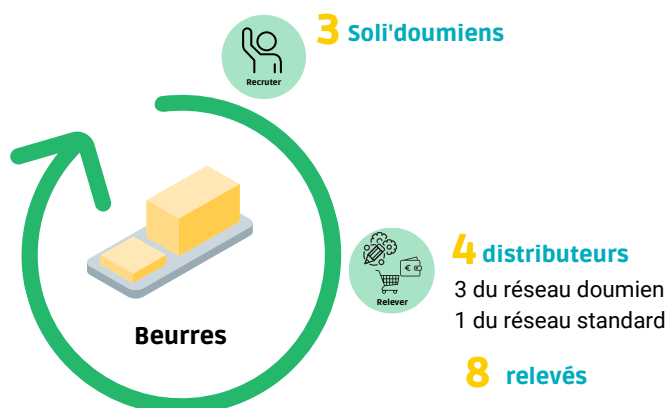 3 Soli'doumiens
Recruter
4 distributeurs
3 du réseau doumien
1 du réseau standard
Relever
8 relevés
Beurres